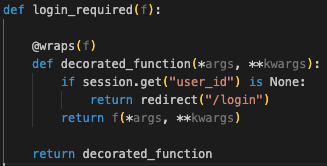 def login_required(f):
@wraps(f)
def decorated_function(*args, **kwargs):
if session.get("user_id") is None:
return redirect("/login")
return f(*args, **kwargs)
return decorated_function